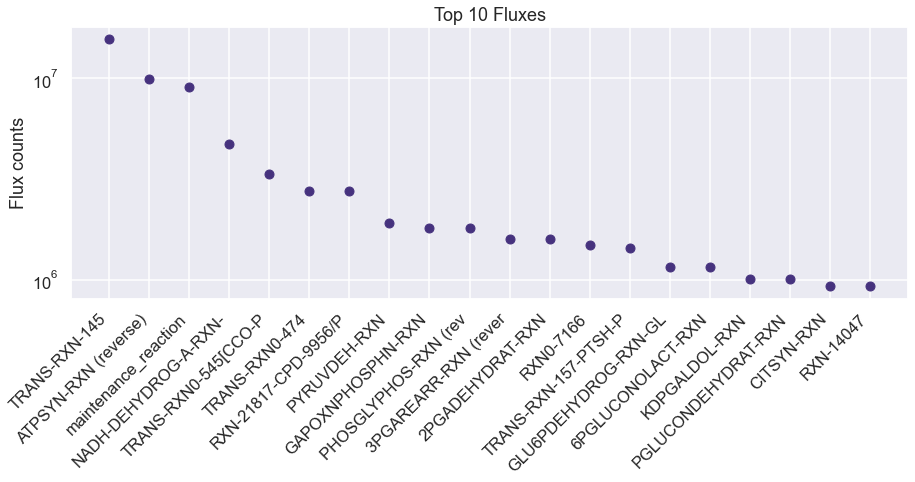 Top 10 Fluxes
Flux counts
10^7
10^6
TRANS-RXN-145
ATPSYN-RXN (reverse)
maintenance_reaction
NADH-DEHYDROG-A-RXN-
TRANS-RXN0-545[CCO-P
TRANS-RXN0-474
RXN-21817-CPD-9956/P
PYRUVDEH-RXN
GAPOXNPHOSPHN-RXN
PHOSGLYPHOS-RXN (rev
3PGAREARR-RXN (rever
2PGADEHYDRAT-RXN
RXN0-7166
TRANS-RXN-157-PTSH-P
GLU6PDEHYDROG-RXN-GL
6PGLUCONOLACT-RXN
KDPGALDOL-RXN
PGLUCONDEHYDRAT-RXN
CITSYN-RXN
RXN-14047